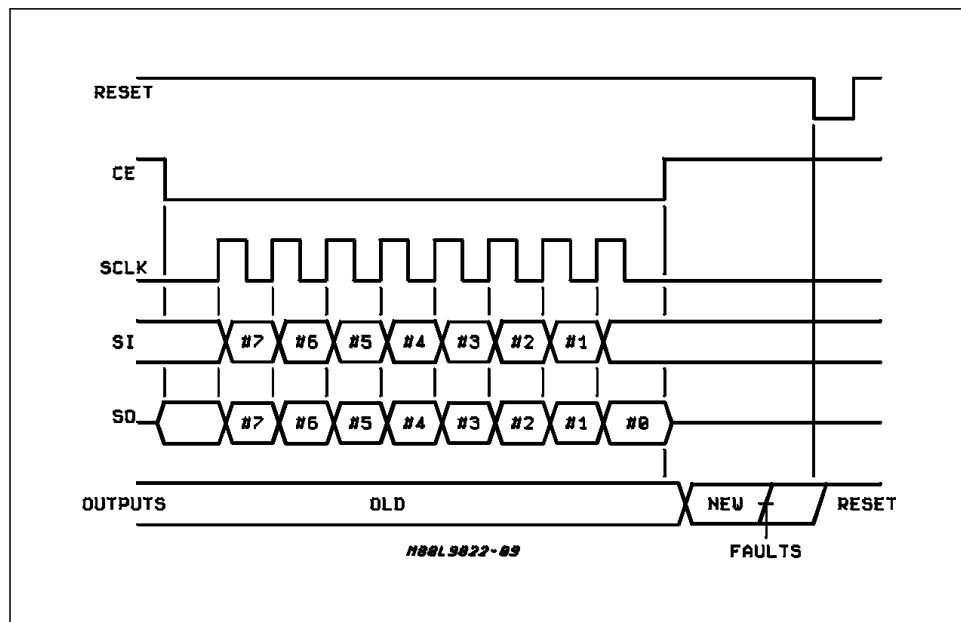 RESET
CE
SCLK
SI #7 #6 #5 #4 #3 #2 #1
SO #7 #6 #5 #4 #3 #2 #1 #0
OUTPUTS OLD NEW RESET
M88L9822-09 FAULTS